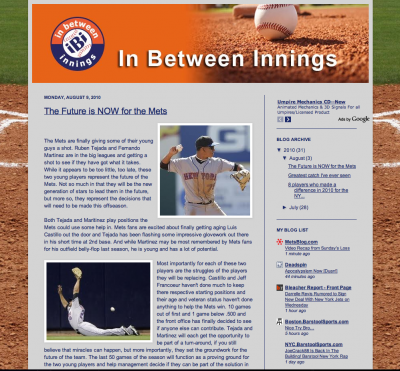 In between
iBi
innings
In Between Innings
MONDAY, AUGUST 9, 2010
The Future is NOW for the Mets
The Mets are finally giving some of their young
guys a shot. Ruben Tejada and Fernando
Martinez are in the big leagues and getting a
shot to see if they have got what it takes.
While it appears to be too little, too late, these
two young players represent the future of the
Mets. Not so much in that they will be the new
generation of stars to lead them in the future,
but more so, they represent the decisions that
will need to be made this offseason.
NEW YORK
Both Tejada and Martinez play positions the
Mets could use some help in. Mets fans are excited about finally getting aging Luis
Castillo out the door and Tejada has been flashing some impressive glovework out there
in his short time at 2nd base. And while Martinez may be most remembered by Mets fans
for his outfield belly-flop last season, he is young and has a lot of potential.
Most importantly for each of these two
players are the struggles of the players
they will be replacing. Castillo and Jeff
Francoeur haven't done much to keep
there respective starting positions and
their age and veteran status haven't done
anything to help the Mets win. 10 games
out of first and 1 game below .500 and
the front office has finally decided to see
if anyone else can contribute. Tejada and
Martinez will each get the opportunity to
be part of a turn-around, if you still
believe that miracles can happen, but more importantly, they set the groundwork for the
future of the team. The last 50 games of the season will function as a proving ground for
the two young players and help management decide if they can be part of the solution in
Umpire Mechanics CD--New
Animated Mechanics & 3D Signals For all
Umpires/Licensed Product
Ads by Google
BLOG ARCHIVE
▼ 2010 (31)
▼ August (3)
The Future is NOW for the Mets
Greatest catch I've ever seen
8 players who made a
difference in 2010 for the
NY...
► July (28)
MY BLOG LIST
MetsBlog.com
Video Recap from Sunday's Loss
1 minute ago
Deadspin
Apocalypsism Now [Duan!]
44 minutes ago
Bleacher Report - Front Page
Darrelle Revis Rumored to Sign
New Deal With New York Jets on
Wednesday
1 hour ago
Boston.BarstoolSports.com
Nice Try Bro...
3 hours ago
NYC.BarstoolSports.com
Building! Barstool New York Rap
1 day ago